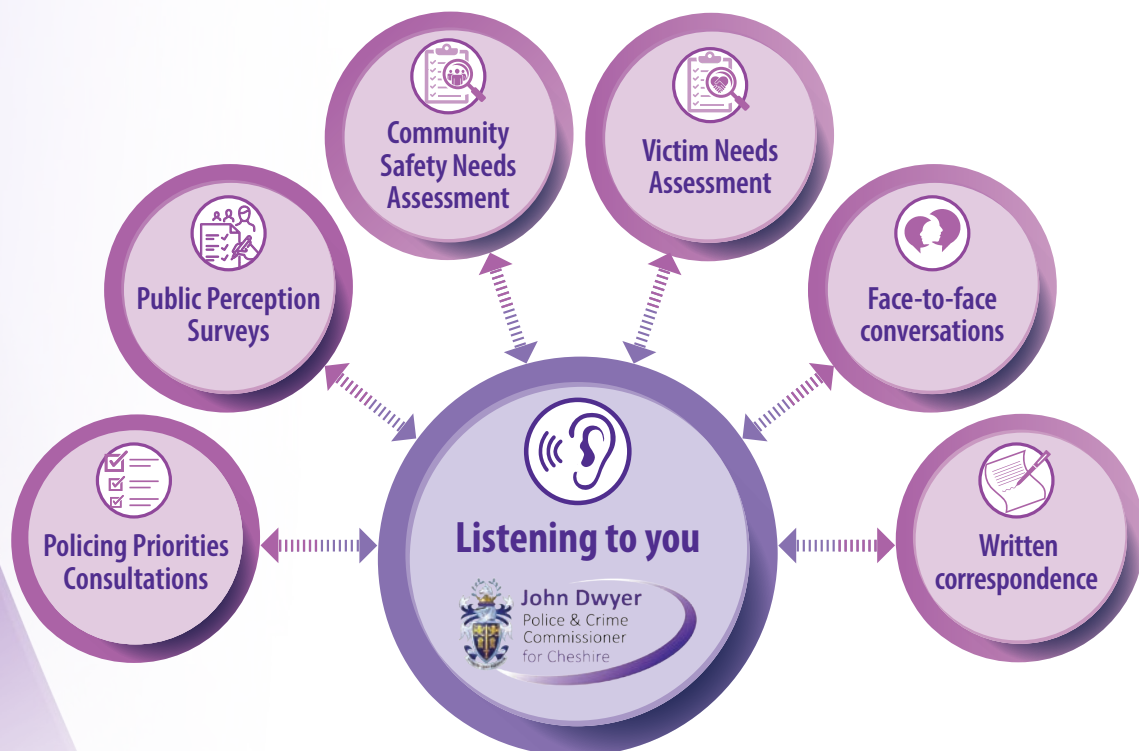 Community
Safety Needs
Assessment
Victim Needs
Assessment
Public Perception
Surveys
Face-to-face
conversations
Policing Priorities
Consultations
Listening to you
John Dwyer
Police & Crime
Commissioner
for Cheshire
Written
correspondence